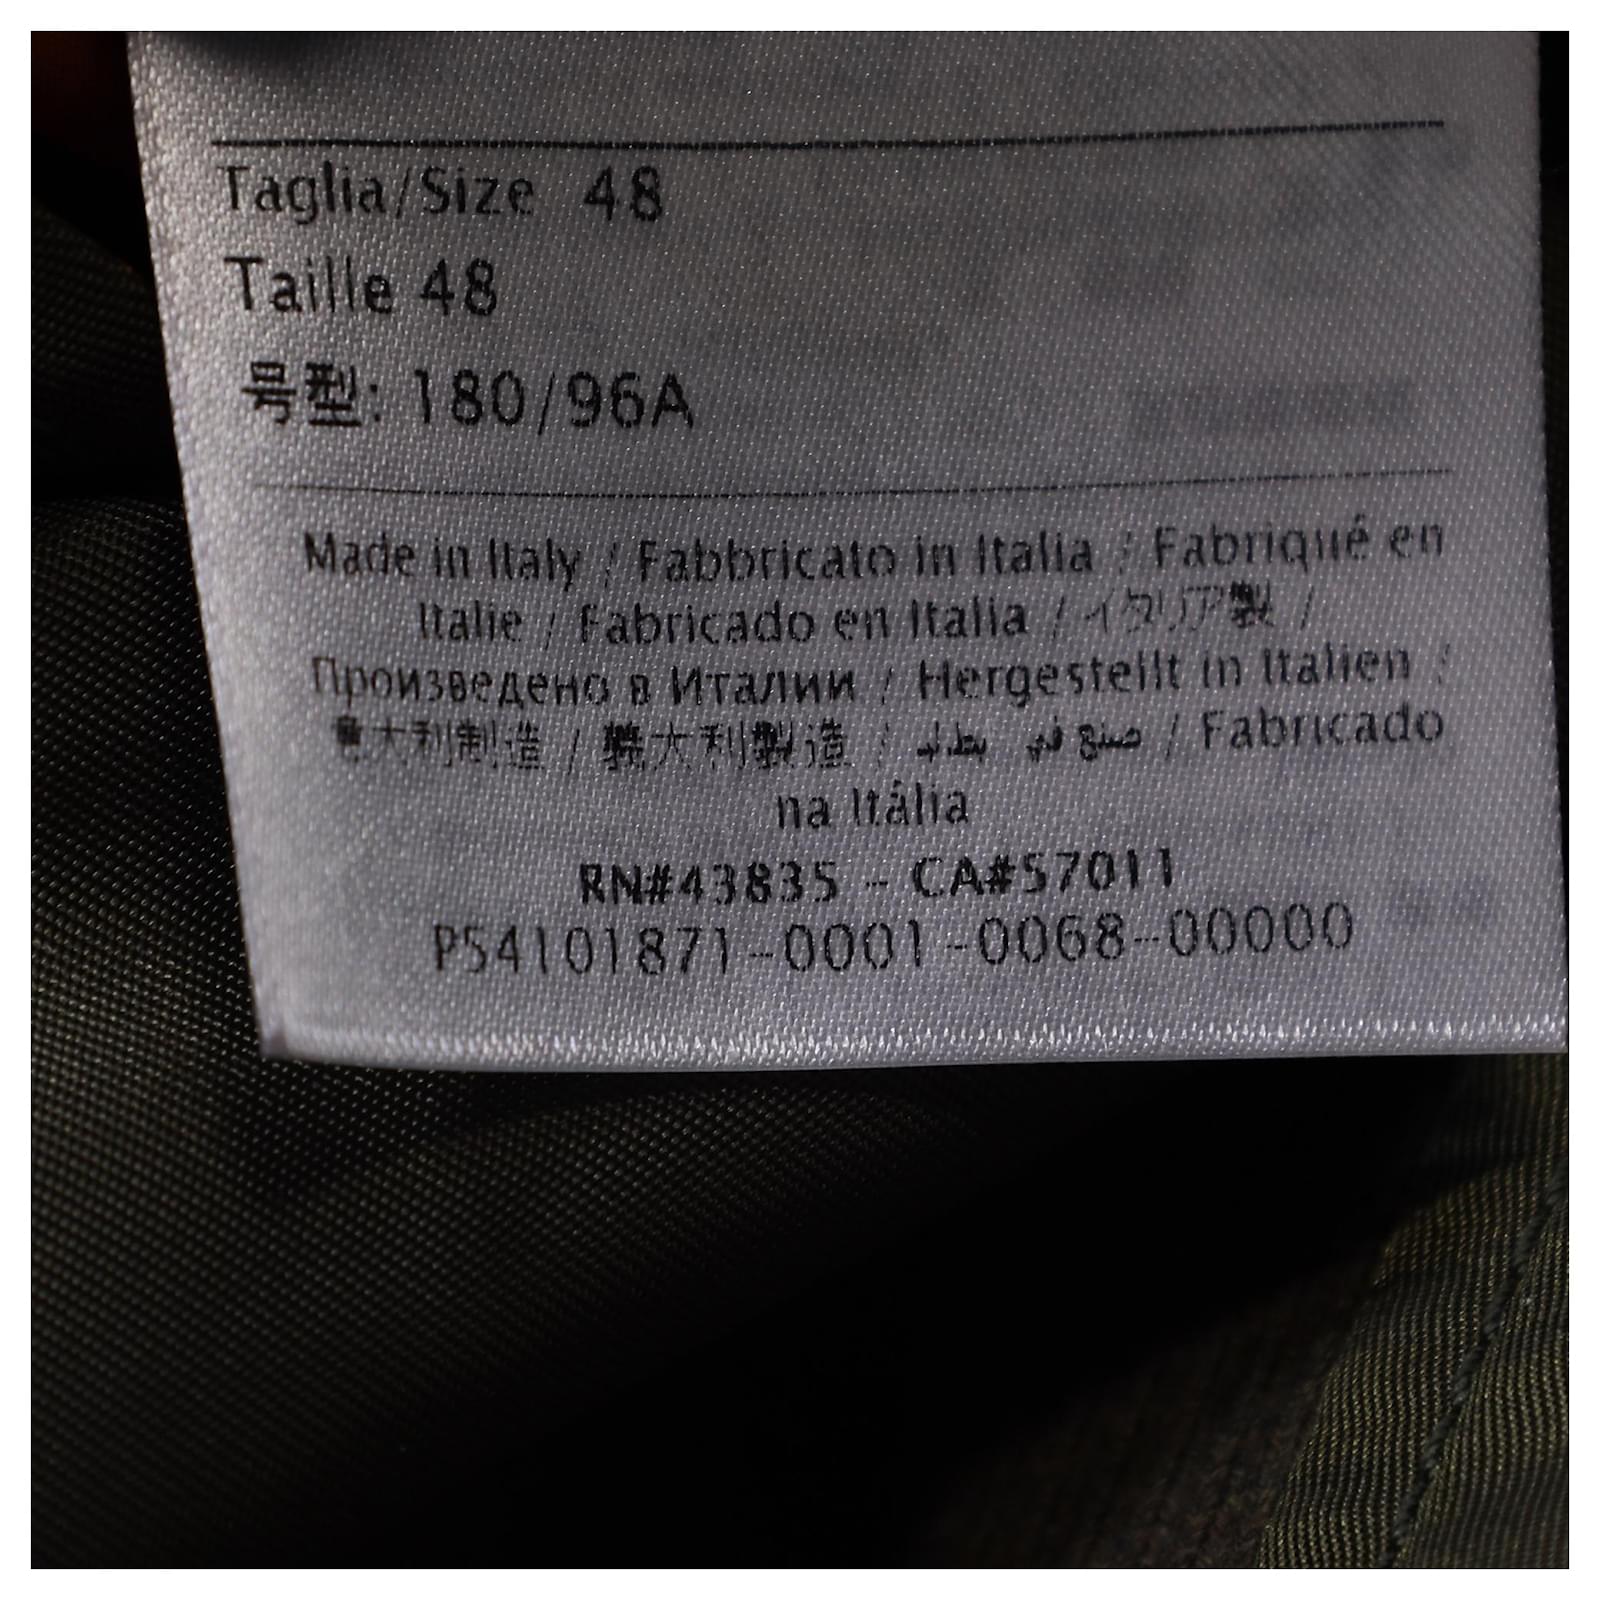 Taglia/Size 48
Taille 48
号型: 180/96A
Made in Italy / Fabbricato in Italia / Fabriqué en
Italie / Fabricado en Italia / イタリア製 /
Произведено в Италии / Hergestellt in Italien /
意大利制造 / 義大利製造 / صنع في / Fabricado
na Itália
RN#43835 - CA#57011
P54101871-0001-0068-00000